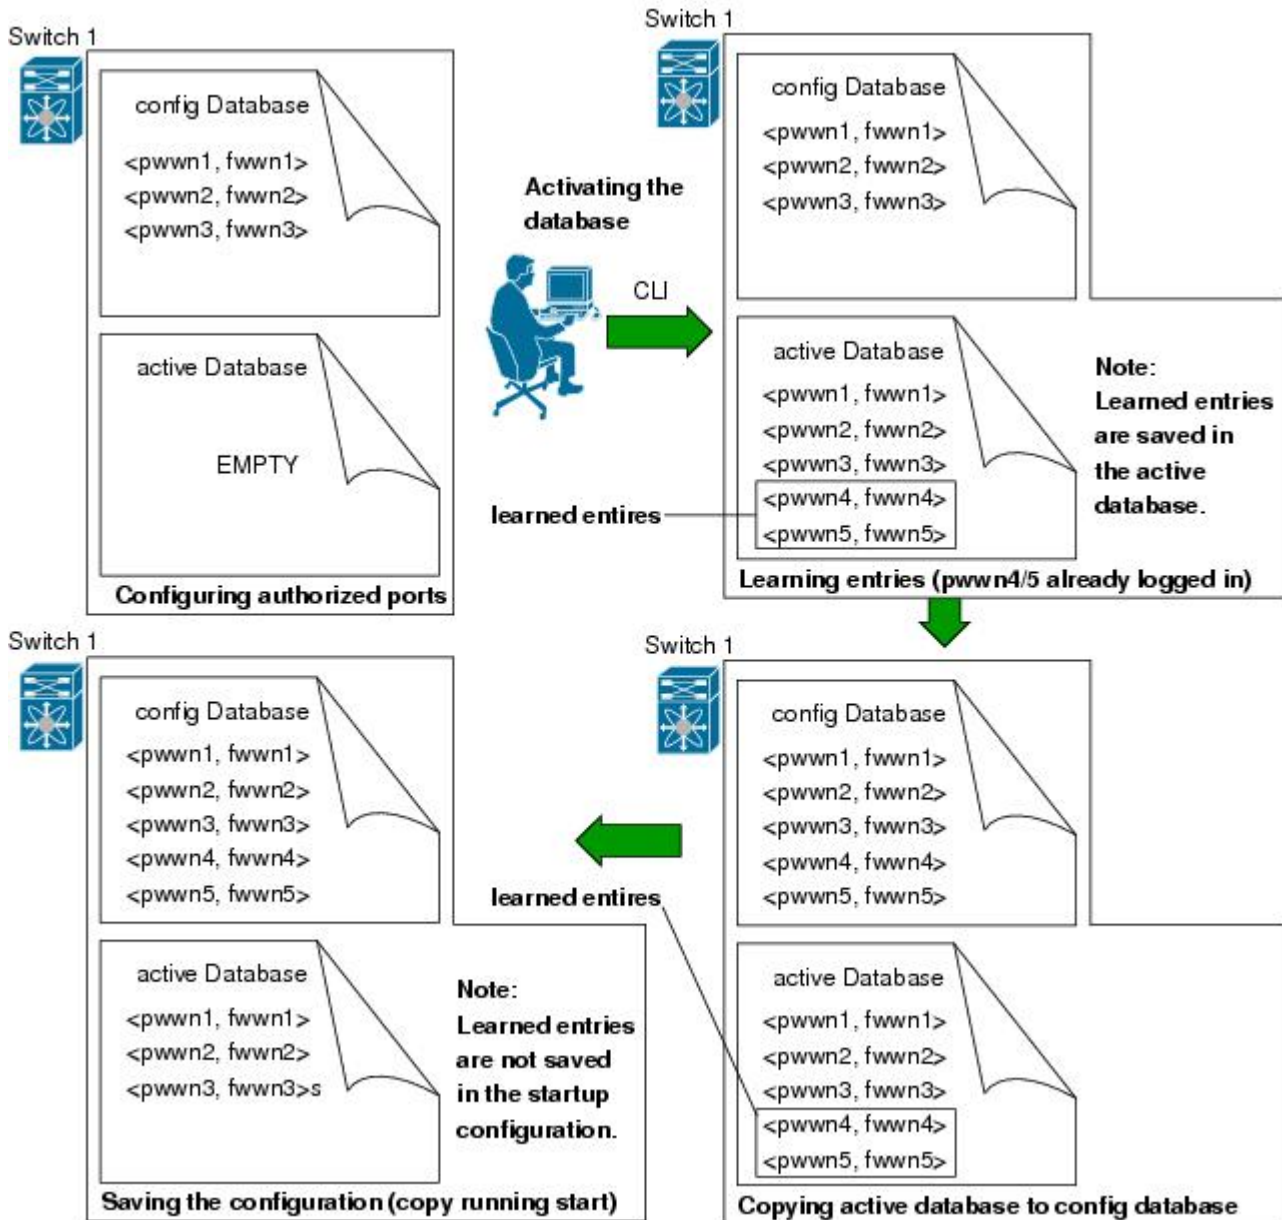 Switch 1
config Database
<pwwn1, fwwn1>
<pwwn2, fwwn2>
<pwwn3, fwwn3>
active Database
EMPTY
Configuring authorized ports
Activating the
database
CLI
Switch 1
config Database
<pwwn1, fwwn1>
<pwwn2, fwwn2>
<pwwn3, fwwn3>
active Database
<pwwn1, fwwn1>
<pwwn2, fwwn2>
<pwwn3, fwwn3>
<pwwn4, fwwn4>
<pwwn5, fwwn5>
learned entires
Note:
Learned entries
are saved in
the active
database.
Learning entries (pwwn4/5 already logged in)
Switch 1
config Database
<pwwn1, fwwn1>
<pwwn2, fwwn2>
<pwwn3, fwwn3>
<pwwn4, fwwn4>
<pwwn5, fwwn5>
active Database
<pwwn1, fwwn1>
<pwwn2, fwwn2>
<pwwn3, fwwn3>
<pwwn4, fwwn4>
<pwwn5, fwwn5>
learned entires
Copying active database to config database
Switch 1
config Database
<pwwn1, fwwn1>
<pwwn2, fwwn2>
<pwwn3, fwwn3>
<pwwn4, fwwn4>
<pwwn5, fwwn5>
active Database
<pwwn1, fwwn1>
<pwwn2, fwwn2>
<pwwn3, fwwn3>s
Note:
Learned entries
are not saved
in the startup
configuration.
Saving the configuration (copy running start)